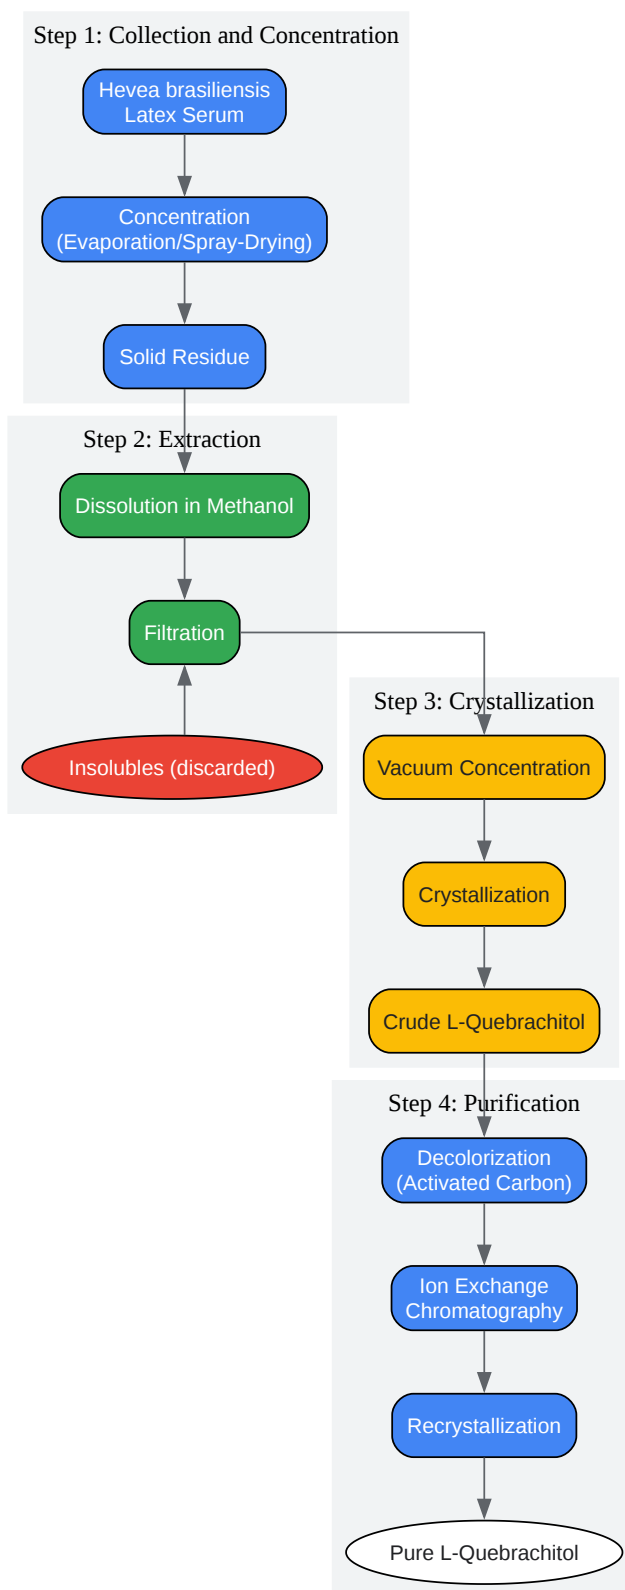 Step 1: Collection and Concentration
Hevea brasiliensis
Latex Serum
Concentration
(Evaporation/Spray-Drying)
Solid Residue
Step 2: Extraction
Dissolution in Methanol
Filtration
Insolubles (discarded)
Step 3: Crystallization
Vacuum Concentration
Crystallization
Crude L-Quebrachitol
Step 4: Purification
Decolorization
(Activated Carbon)
Ion Exchange
Chromatography
Recrystallization
Pure L-Quebrachitol